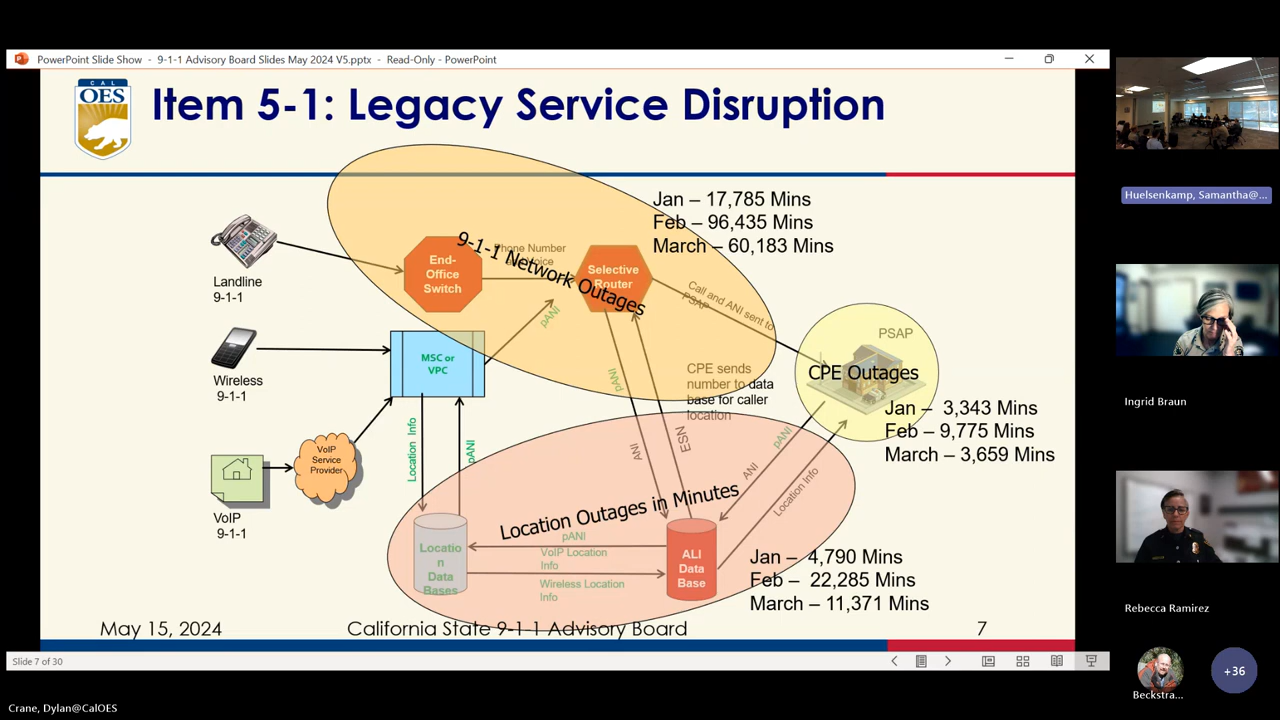 PowerPoint Slide Show - 9-1-1 Advisory Board Slides May 2024 V5.pptx - Read-Only - PowerPoint
CAL
OES
Item 5-1: Legacy Service Disruption
Jan – 17,785 Mins
Feb – 96,435 Mins
March – 60,183 Mins
9-1-1 Network Outages
Phone Number
Voice
End-
Office
Switch
Selective
Router
Landline
9-1-1
pANI
Call and ANI sent to
PSAP
PSAP
MSC or
VPC
Wireless
9-1-1
CPE Outages
CPE sends
number to data
base for caller
location
pANI
Jan – 3,343 Mins
Feb – 9,775 Mins
March – 3,659 Mins
Location Info
pANI
ANI
ESN
pANI
ANI
Location Info
VoIP
Service
Provider
VoIP
9-1-1
Location Outages in Minutes
pANI
VoIP Location
Info
Wireless Location
Info
Locatio
n
Data
Bases
ALI
Data
Base
Jan – 4,790 Mins
Feb – 22,285 Mins
March – 11,371 Mins
May 15, 2024
California State 9-1-1 Advisory Board
7
Slide 7 of 30
Crane, Dylan@CalOES
Huelsenkamp, Samantha@...
Ingrid Braun
Rebecca Ramirez
Beckstra...
+36